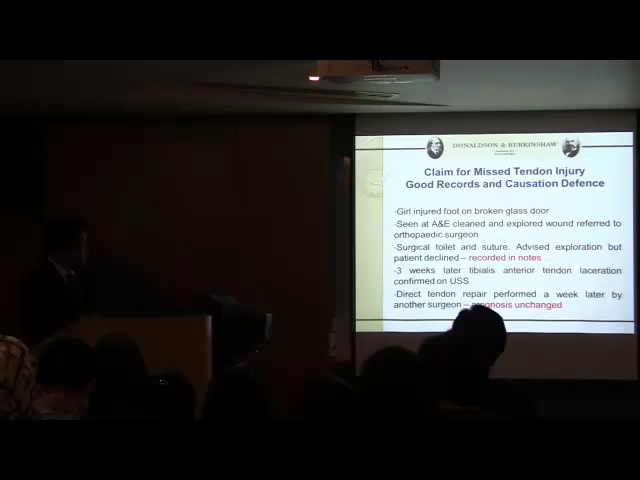 DONALDSON & BURKINSHAW
Claim for Missed Tendon Injury
Good Records and Causation Defence
-Girl injured foot on broken glass door
-Seen at A&E cleaned and explored wound referred to
orthopaedic surgeon
-Surgical toilet and suture. Advised exploration but
patient declined – recorded in notes
-3 weeks later tibialis anterior tendon laceration
confirmed on USS
-Direct tendon repair performed a week later by
another surgeon – prognosis unchanged